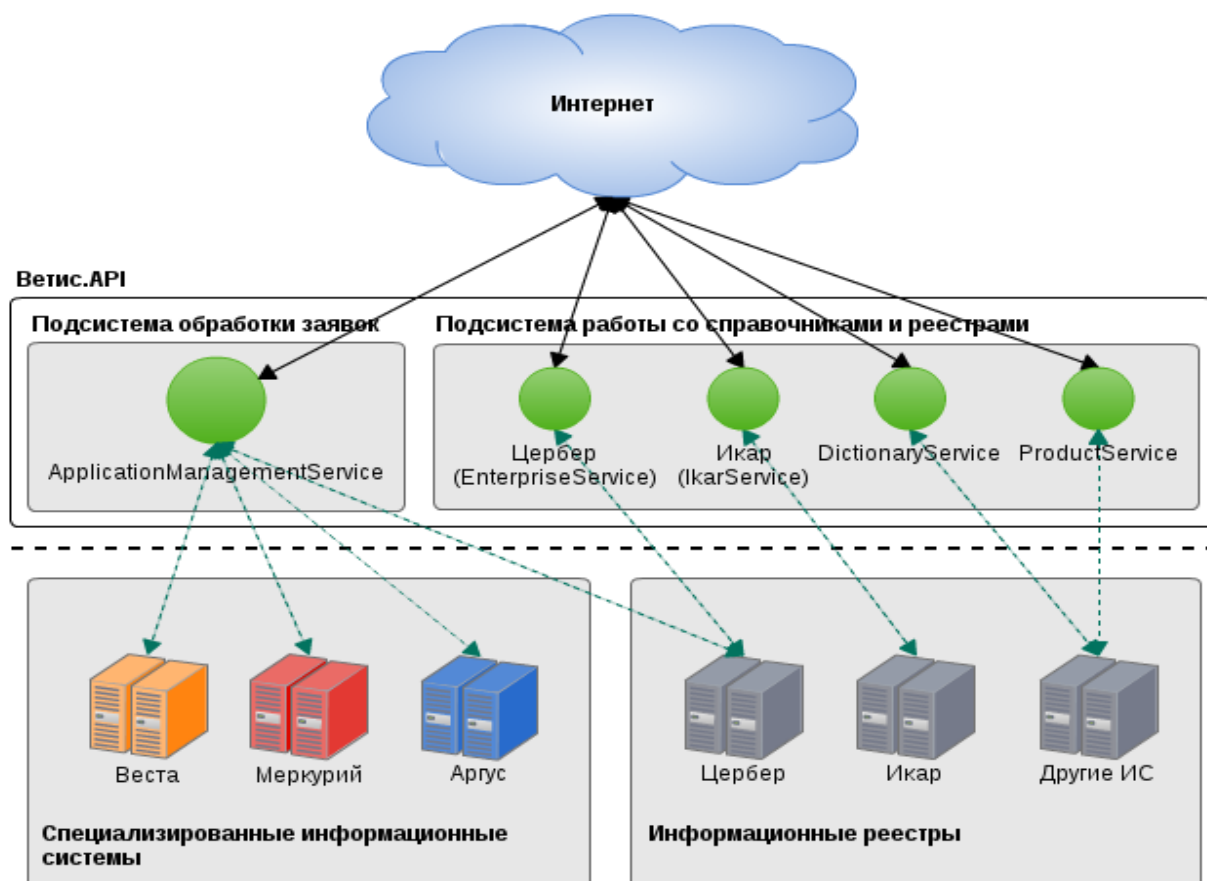 Интернет
Ветис.API
Подсистема обработки заявок
Подсистема работы со справочниками и реестрами
ApplicationManagementService
Цербер
(EnterpriseService)
Икар
(IkarService)
DictionaryService
ProductService
Веста
Меркурий
Аргус
Цербер
Икар
Другие ИС
Специализированные информационные
системы
Информационные реестры